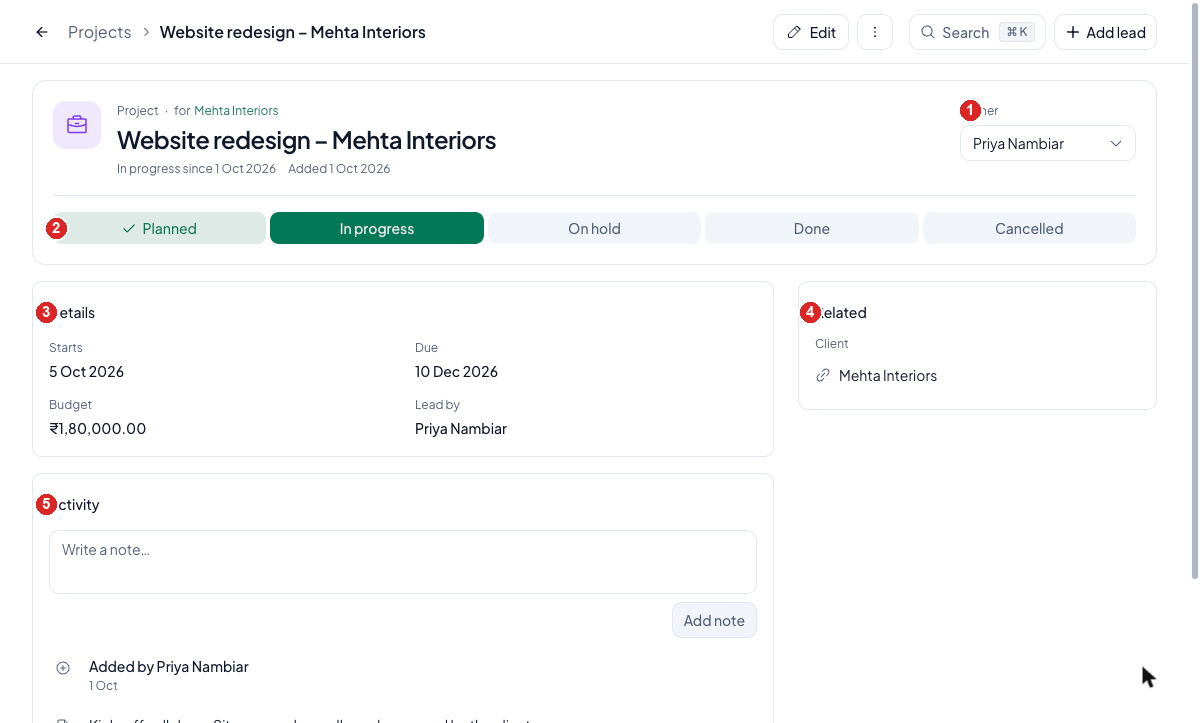 Projects > Website redesign – Mehta Interiors
Edit
Search ⌘ K
Add lead
Project · for Mehta Interiors
Website redesign – Mehta Interiors
In progress since 1 Oct 2026 Added 1 Oct 2026
1
Priya Nambiar
2
Planned
In progress
On hold
Done
Cancelled
3 etails
Starts
5 Oct 2026
Due
10 Dec 2026
Budget
₹1,80,000.00
Lead by
Priya Nambiar
4 elated
Client
Mehta Interiors
5 ctivity
Write a note...
Add note
Added by Priya Nambiar
1 Oct